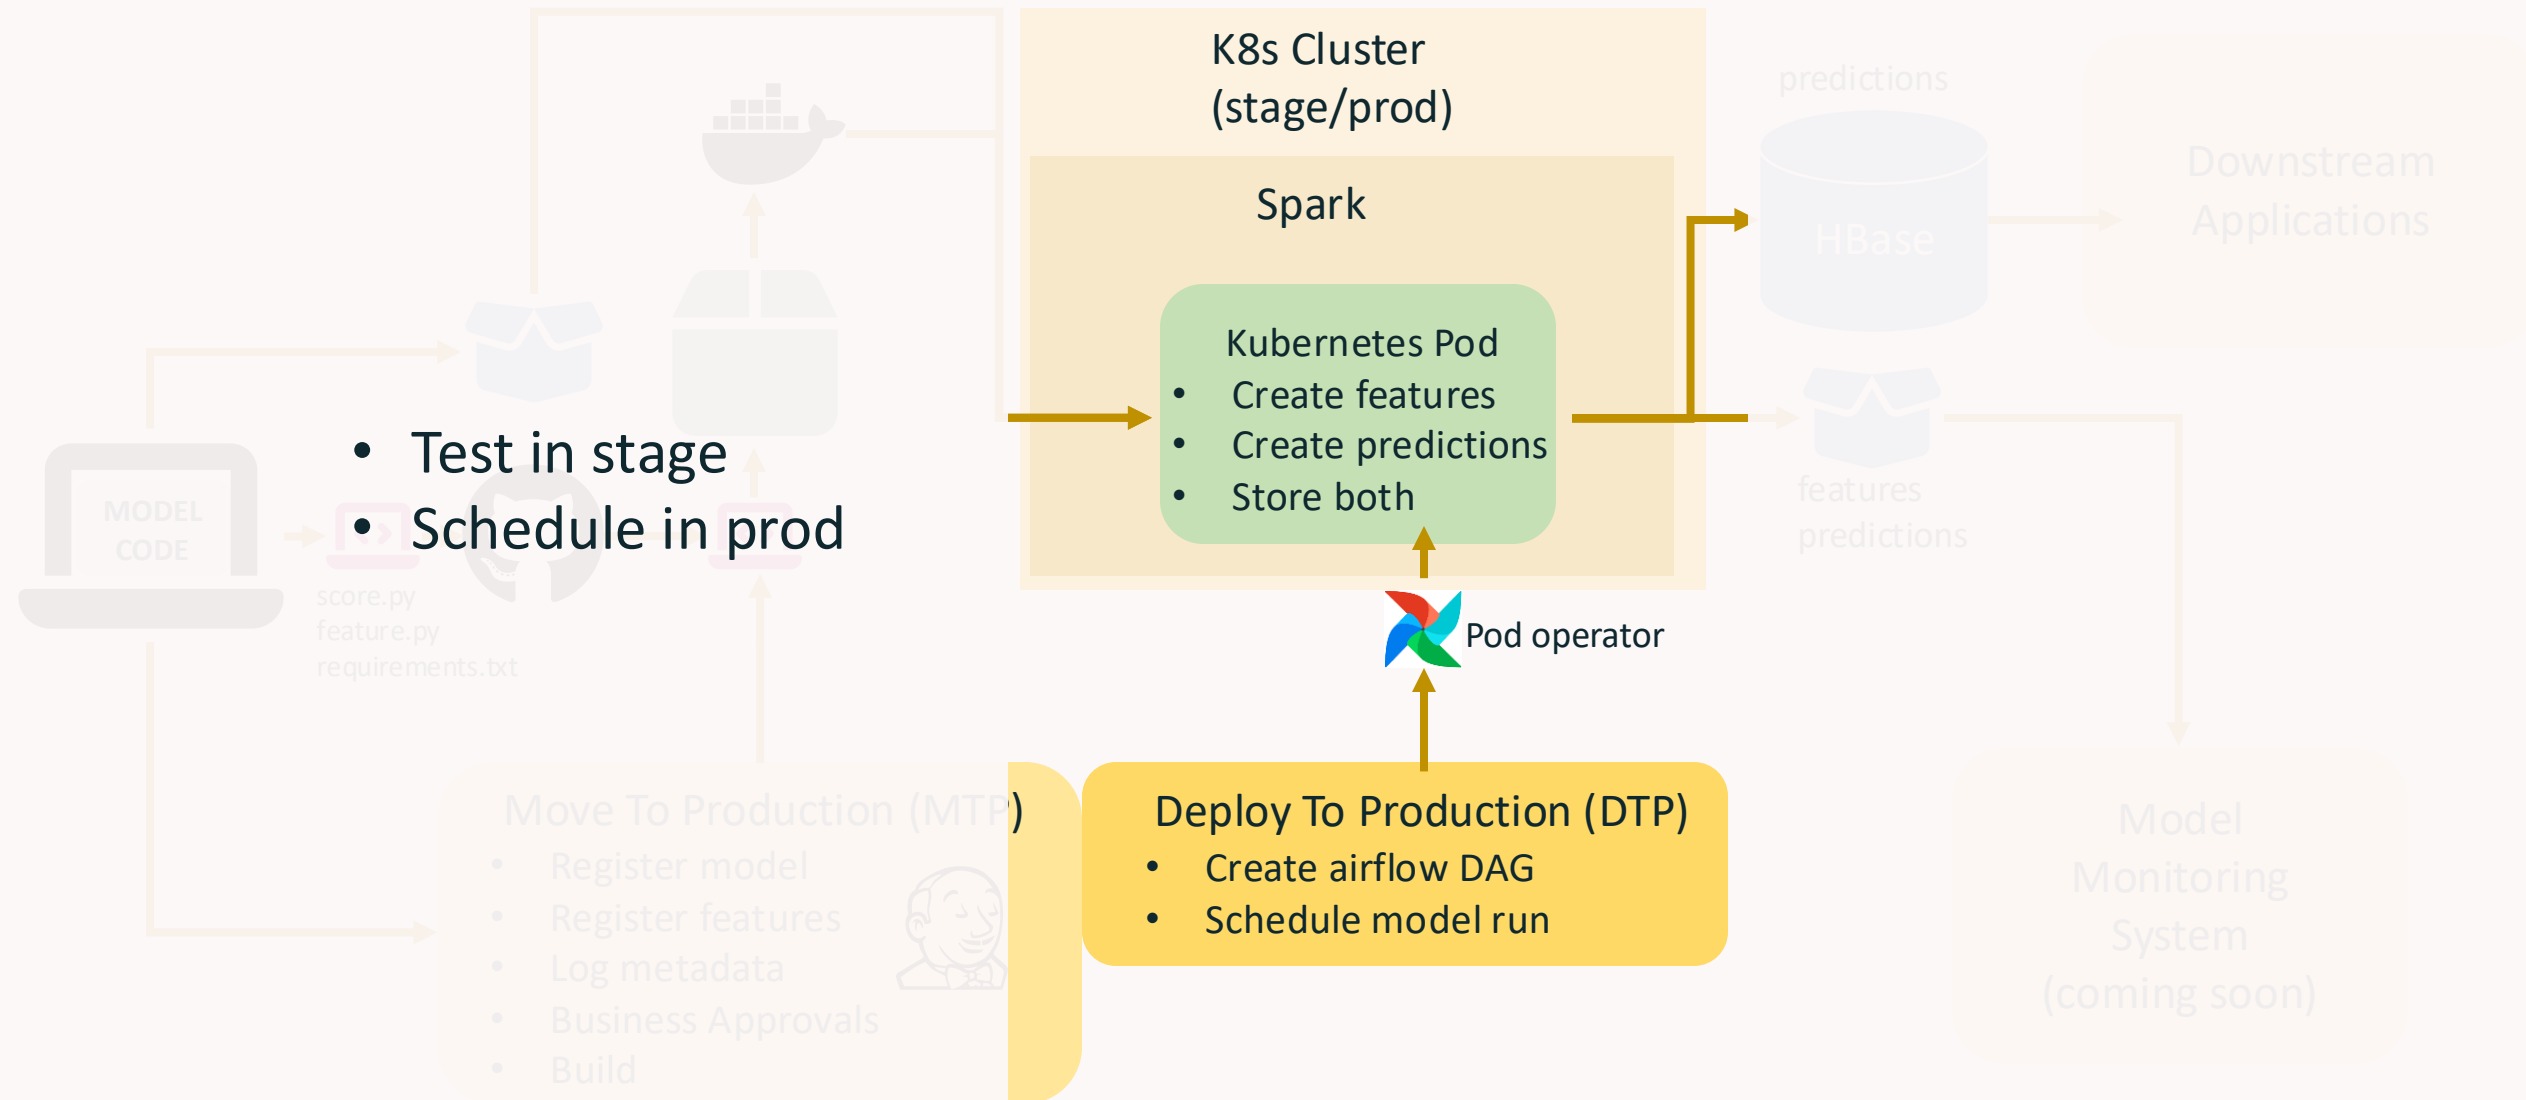 K8s Cluster
(stage/prod)
Spark
Kubernetes Pod
• Create features
• Create predictions
• Store both
Pod operator
• Test in stage
• Schedule in prod
MODEL
CODE
score.py
feature.py
requirements.txt
Move To Production (MTP)
• Register model
• Register features
• Log metadata
• Business Approvals
• Build
Deploy To Production (DTP)
• Create airflow DAG
• Schedule model run
predictions
HBase
Downstream
Applications
features
predictions
Model
Monitoring
System
(coming soon)